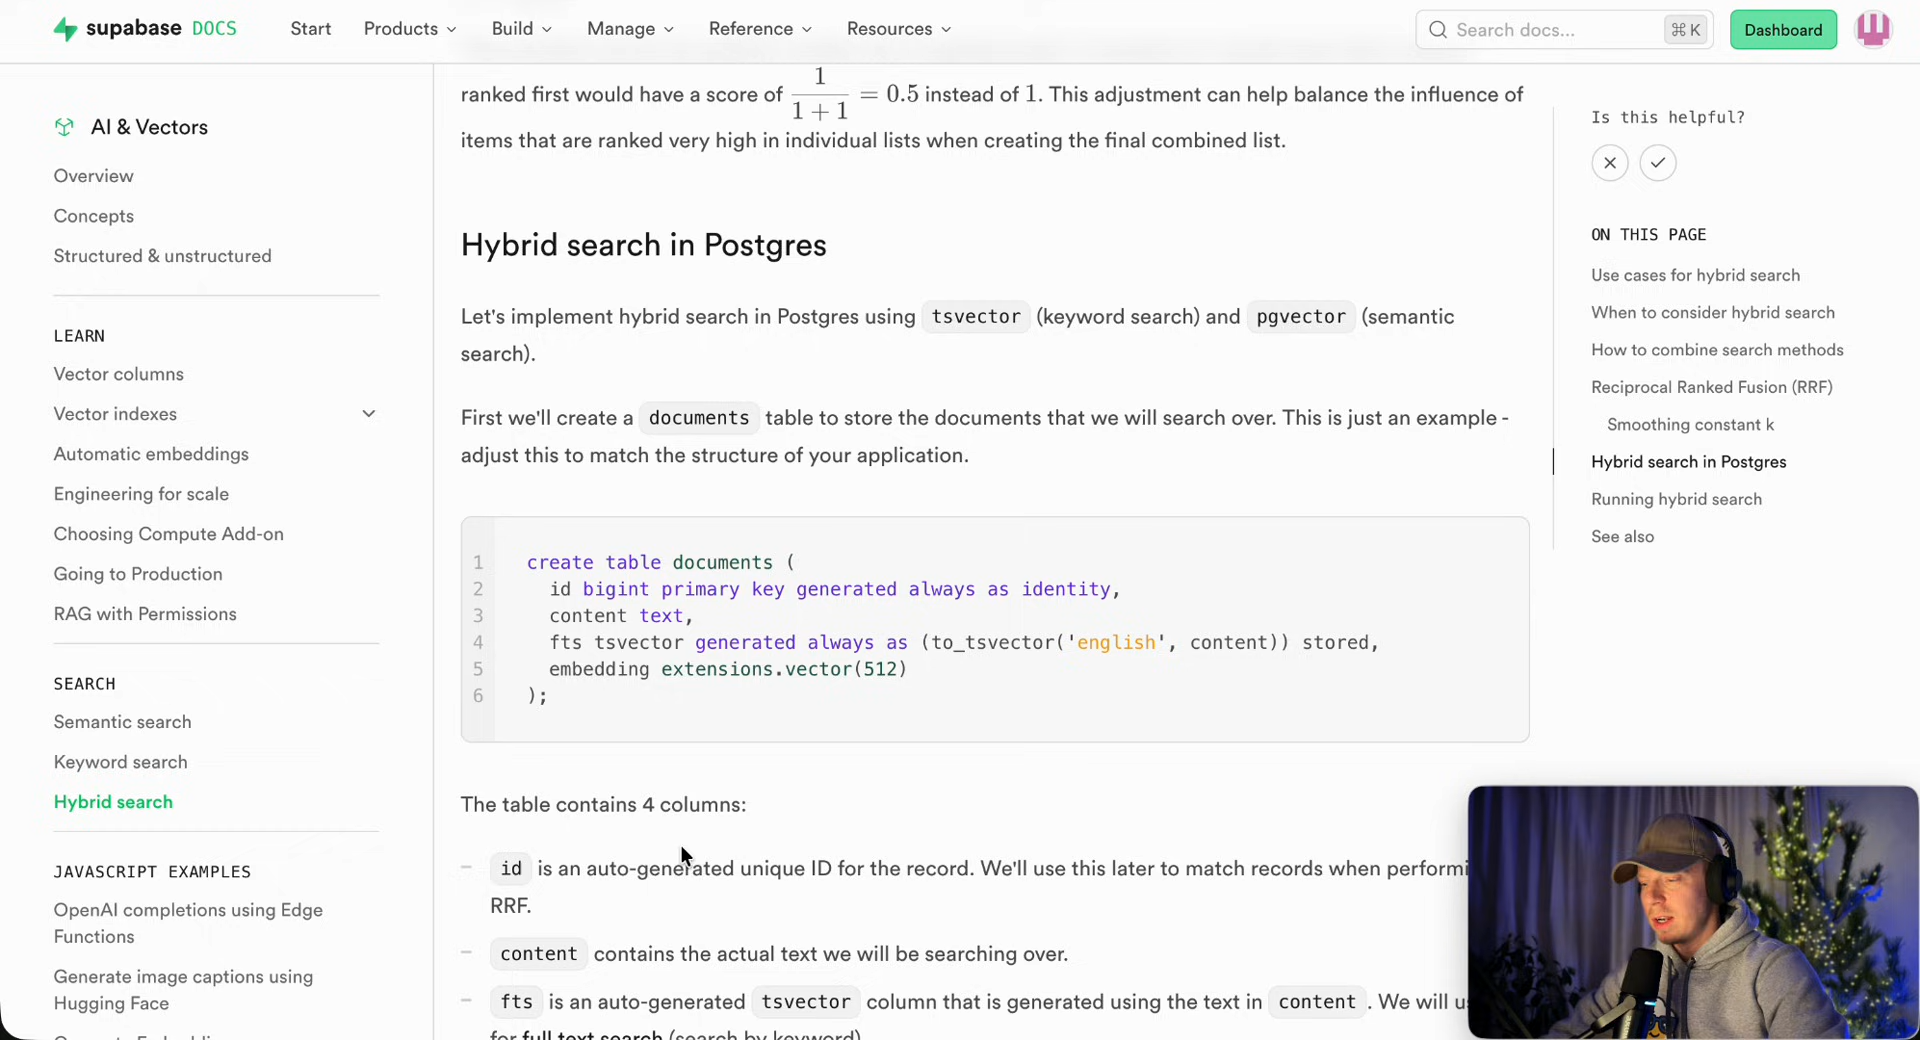 supabase DOCS
Start Products Build Manage Reference Resources
Search docs... ⌘K
Dashboard
AI & Vectors
Overview
Concepts
Structured & unstructured
LEARN
Vector columns
Vector indexes
Automatic embeddings
Engineering for scale
Choosing Compute Add-on
Going to Production
RAG with Permissions
SEARCH
Semantic search
Keyword search
Hybrid search
JAVASCRIPT EXAMPLES
OpenAI completions using Edge
Functions
Generate image captions using
Hugging Face
ranked first would have a score of 1/(1 + 1) = 0.5 instead of 1. This adjustment can help balance the influence of
items that are ranked very high in individual lists when creating the final combined list.
Hybrid search in Postgres
Let's implement hybrid search in Postgres using tsvector (keyword search) and pgvector (semantic
search).
First we'll create a documents table to store the documents that we will search over. This is just an example -
adjust this to match the structure of your application.
1 create table documents (
2 id bigint primary key generated always as identity,
3 content text,
4 fts tsvector generated always as (to_tsvector('english', content)) stored,
5 embedding extensions.vector(512)
6 );
The table contains 4 columns:
– id is an auto-generated unique ID for the record. We'll use this later to match records when performi
RRF.
– content contains the actual text we will be searching over.
– fts is an auto-generated tsvector column that is generated using the text in content. We will u
for full text search (search by keyword)
Is this helpful?
ON THIS PAGE
Use cases for hybrid search
When to consider hybrid search
How to combine search methods
Reciprocal Ranked Fusion (RRF)
Smoothing constant k
Hybrid search in Postgres
Running hybrid search
See also